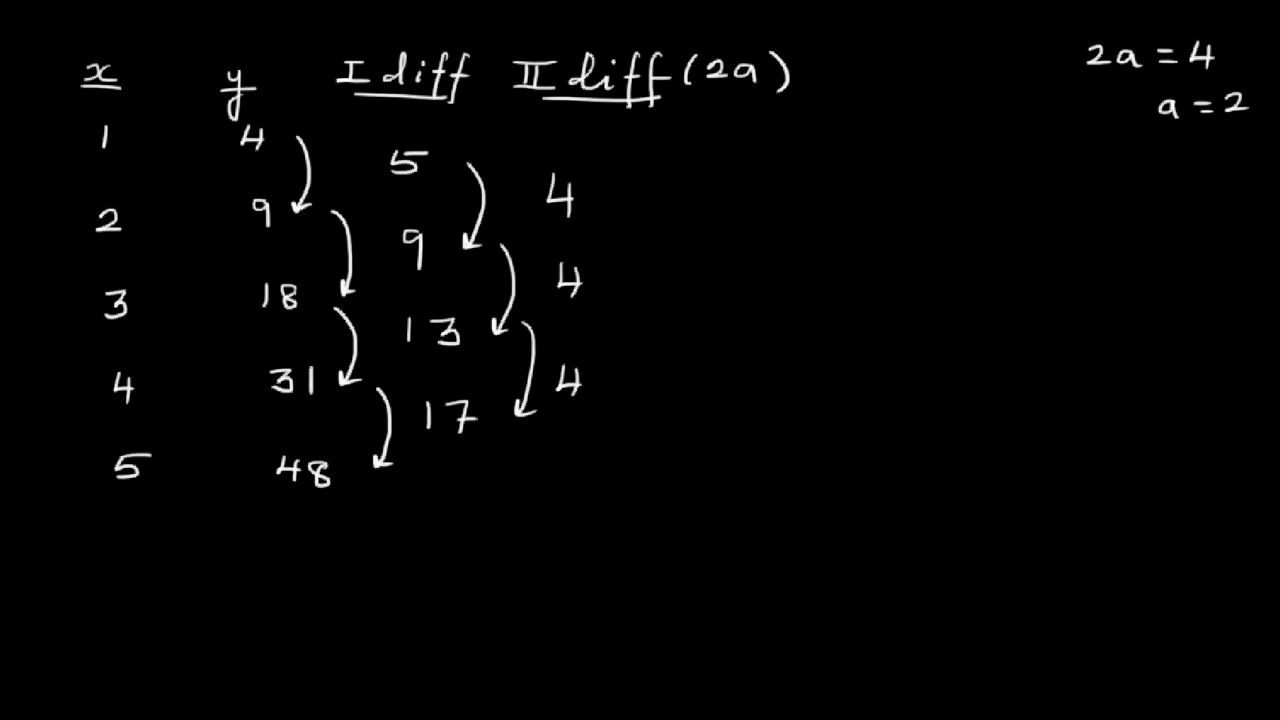 x y I diff II diff (2a) 2a = 4
a = 2
1 4
5
2 9 4
9
3 18 4
13
4 31 4
17
5 48